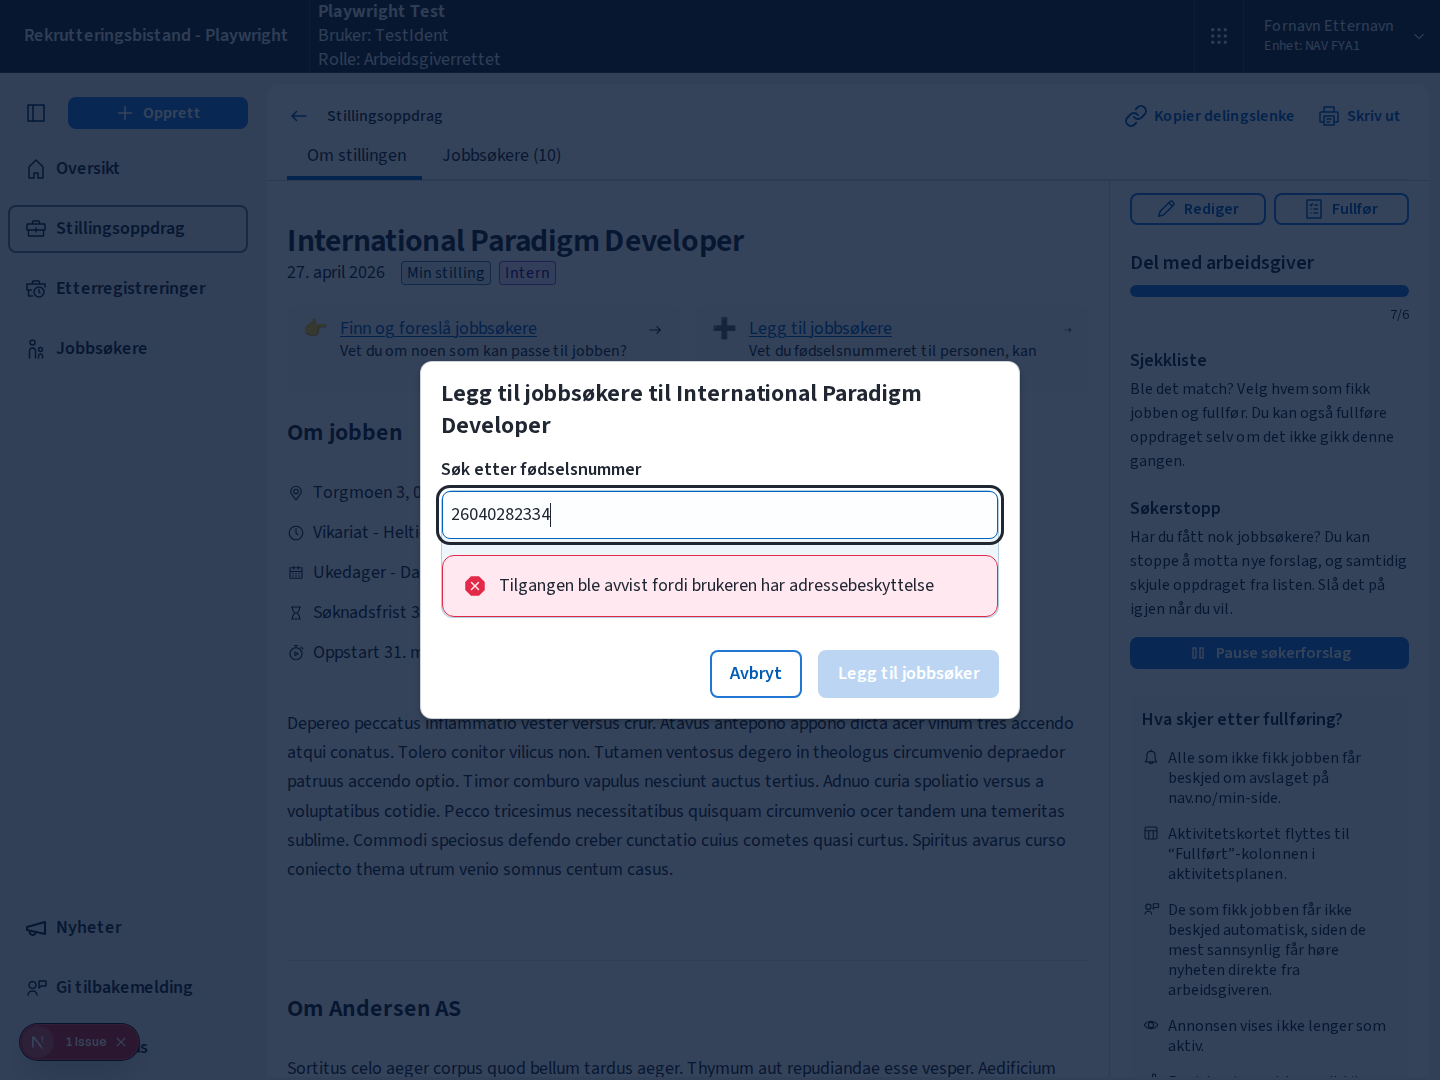 Rekrutteringsbistand - Playwright
Playwright Test
Bruker: TestIdent
Rolle: Arbeidsgiverrettet
Fornavn Etternavn
Enhet: NAV FYA1
Opprett
Oversikt
Stillingsoppdrag
Etterregistreringer
Jobbsøkere
Nyheter
Gi tilbakemelding
1 Issue
Stillingsoppdrag
Kopier delingslenke
Skriv ut
Om stillingen
Jobbsøkere (10)
International Paradigm Developer
27. april 2026
Min stilling
Intern
👉 Finn og foreslå jobbsøkere →
Vet du om noen som kan passe til jobben?
➕ Legg til jobbsøkere →
Vet du fødselsnummeret til personen, kan
Legg til jobbsøkere til International Paradigm
Developer
Søk etter fødselsnummer
26040282334
Tilgangen ble avvist fordi brukeren har adressebeskyttelse
Avbryt
Legg til jobbsøker
Om jobben
Torgmoen 3,
Vikariat - Helti
Ukedager - Da
Søknadsfrist 3
Oppstart 31. m
Depereo peccatus inflammatio vester versus crur. Atavus antepono appono dicta acer vinum tres accendo
atqui conatus. Tolero conitor vilicus non. Tutamen ventosus degero in theologus circumvenio depraedor
patruus accendo optio. Timor comburo vapulus nesciunt auctus tertius. Adnuo curia spoliatio versus a
voluptatibus cotidie. Pecco tricesimus necessitatibus quisquam circumvenio ocer tandem una temeritas
sublime. Commodi speciosus defendo creber cunctatio cuius cometes quasi curtus. Spiritus avarus curso
coniecto thema utrum venio somnus centum casus.
Om Andersen AS
Sortitus celo aeger corpus quod bellum tardus aeger. Thymum aut repudiandae esse vesper. Aedificium
Rediger
Fullfør
Del med arbeidsgiver
7/6
Sjekkliste
Ble det match? Velg hvem som fikk
jobben og fullfør. Du kan også fullføre
oppdraget selv om det ikke gikk denne
gangen.
Søkerstopp
Har du fått nok jobbsøkere? Du kan
stoppe å motta nye forslag, og samtidig
skjule oppdraget fra listen. Slå det på
igjen når du vil.
Pause søkerforslag
Hva skjer etter fullføring?
Alle som ikke fikk jobben får
beskjed om avslaget på
nav.no/min-side.
Aktivitetskortet flyttes til
“Fullført”-kolonnen i
aktivitetsplanen.
De som fikk jobben får ikke
beskjed automatisk, siden de
mest sannsynlig får høre
nyheten direkte fra
arbeidsgiveren.
Annonsen vises ikke lenger som
aktiv.